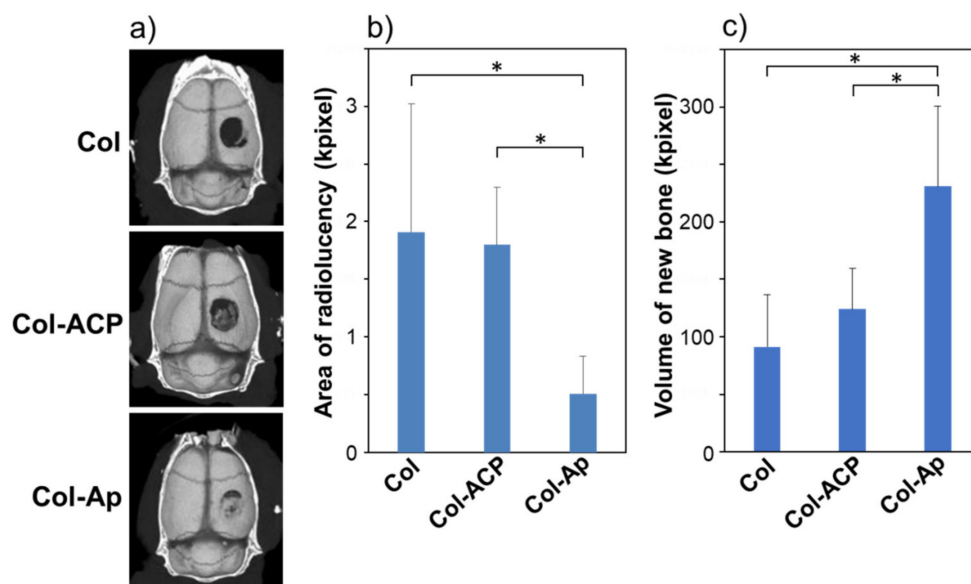 a)
Col
Col-ACP
Col-Ap
b)
Area of radiolucency (kpixel)
3
2
1
0
*
*
Col
Col-ACP
Col-Ap
c)
Volume of new bone (kpixel)
300
200
100
0
*
*
Col
Col-ACP
Col-Ap